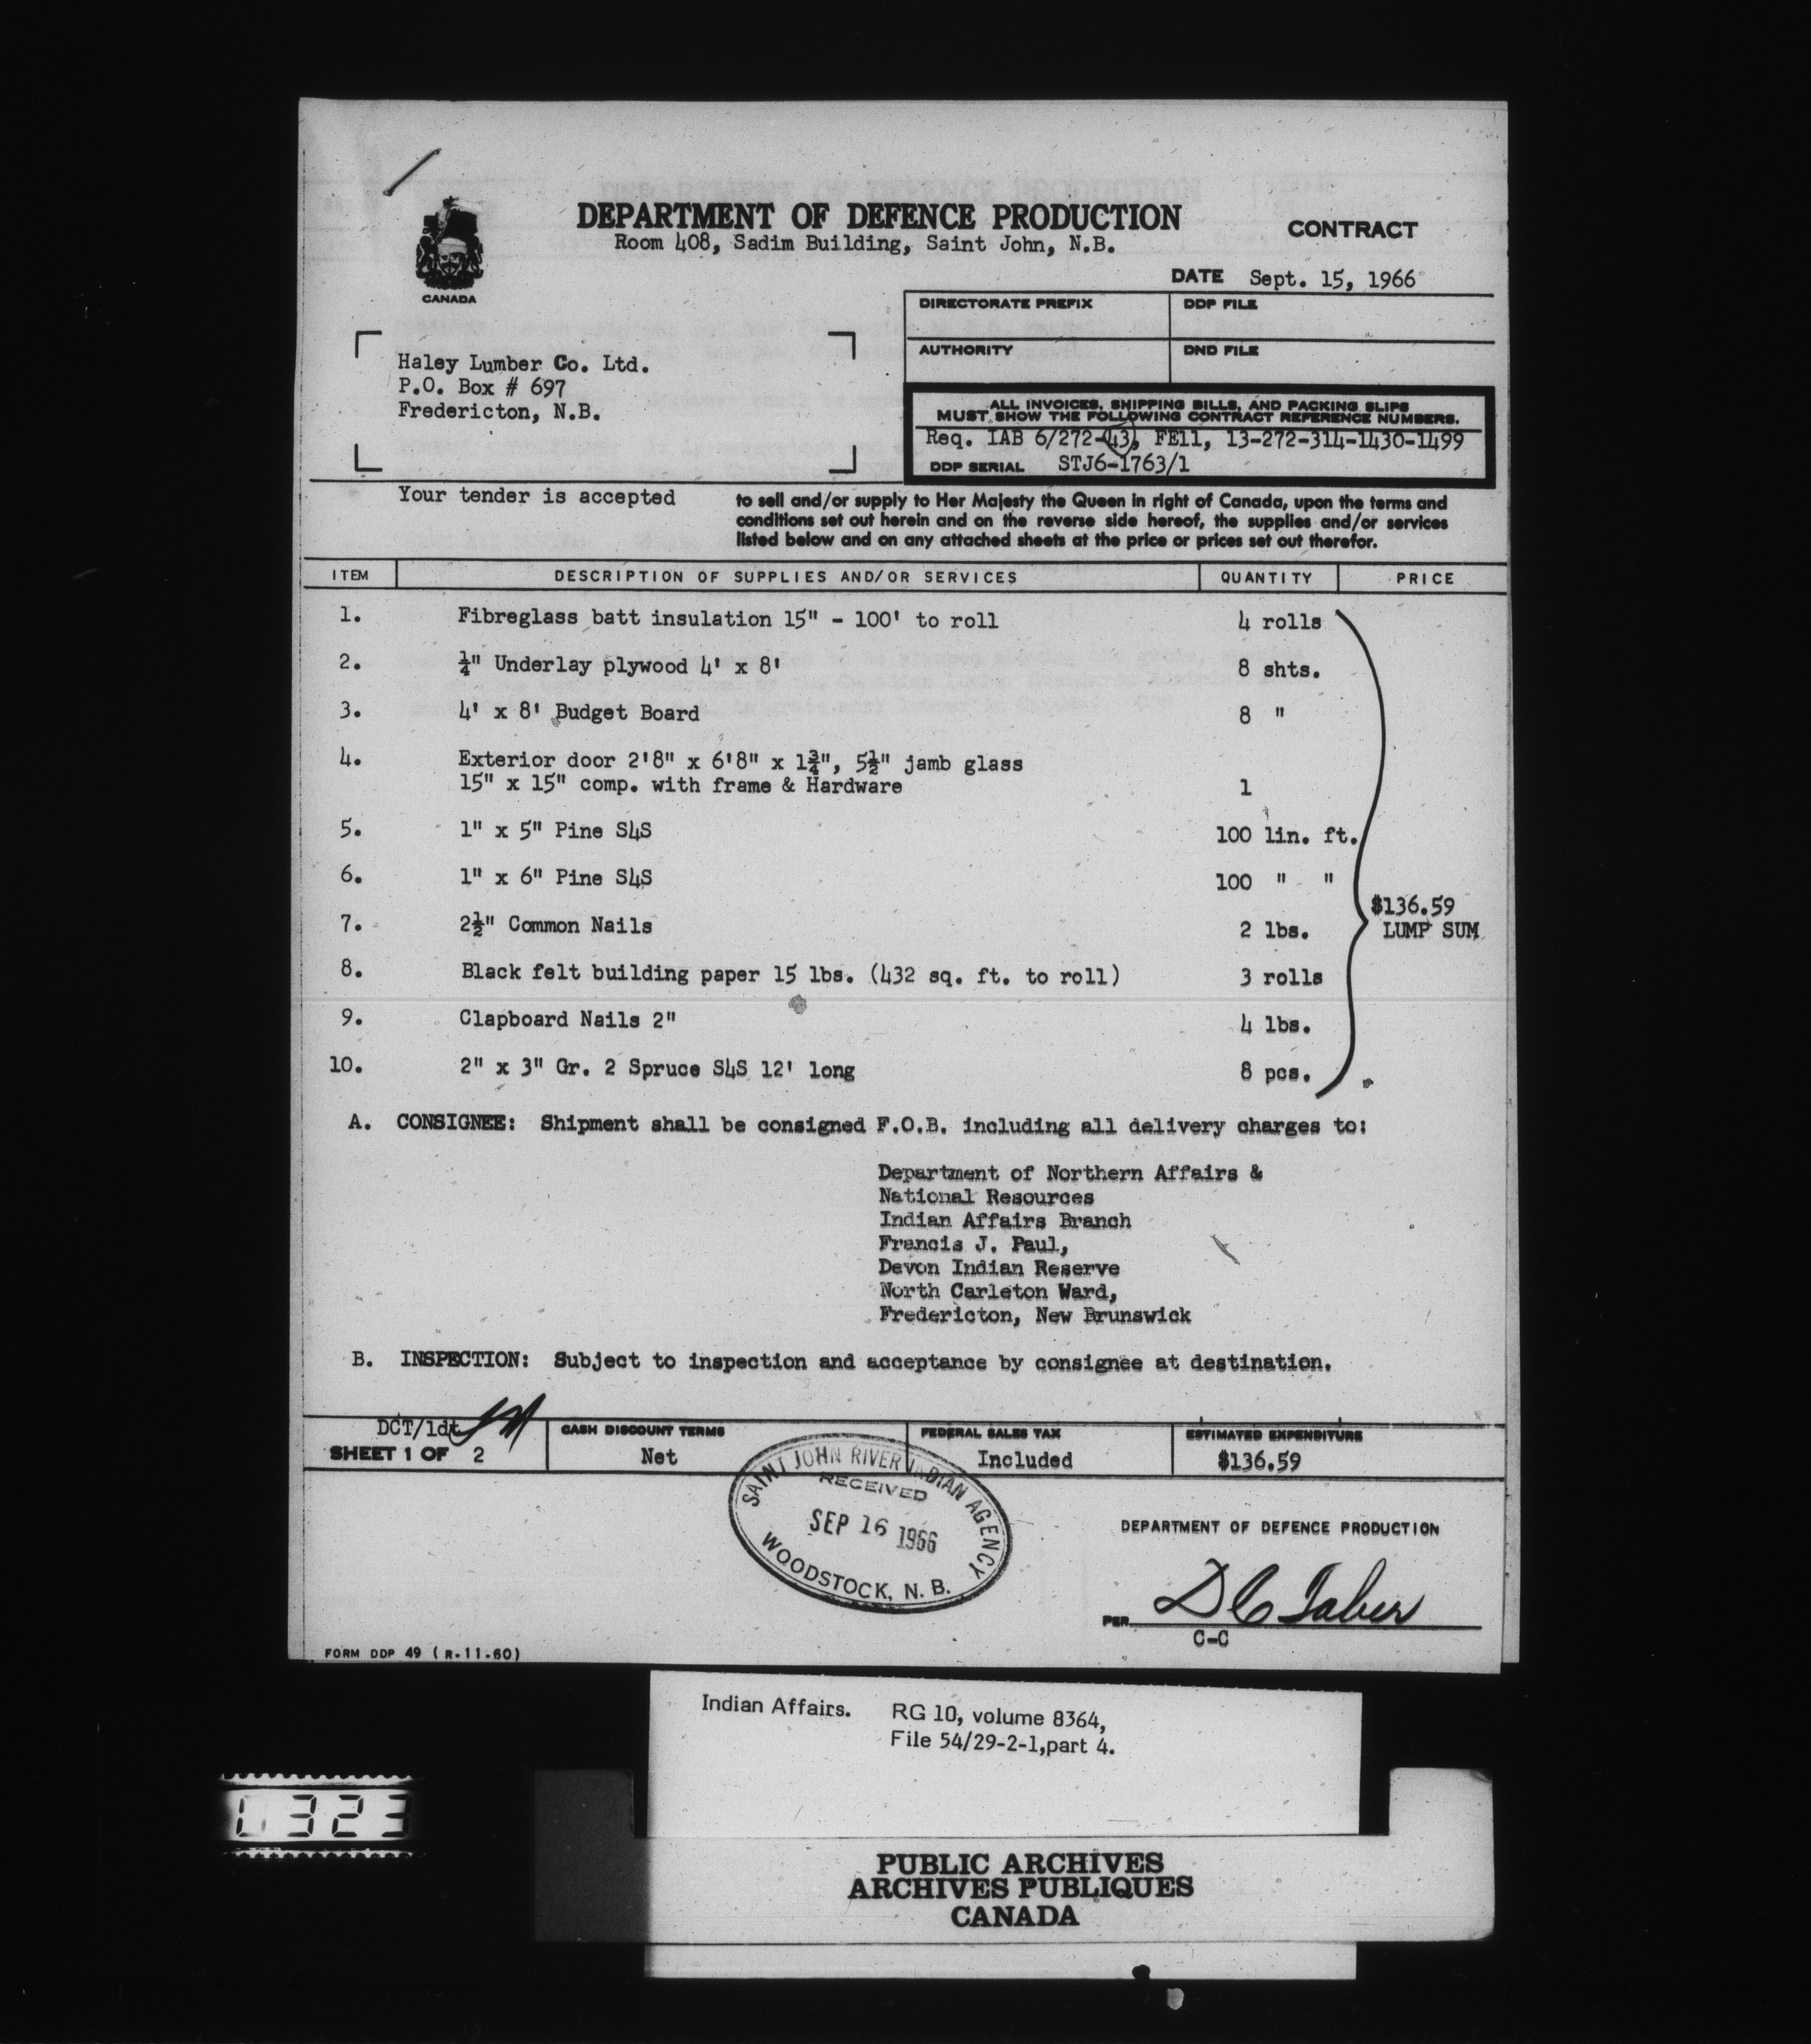 DEPARTMENT OF DEFENCE PRODUCTION
Room 408, Sadim Building, Saint John, N.B.
CONTRACT
CANADA
DATE Sept. 15, 1966
DIRECTORATE PREFIX
DDP FILE
AUTHORITY
DND FILE
Haley Lumber Co. Ltd.
P.O. Box # 697
Fredericton, N.B.
ALL INVOICES, SHIPPING BILLS, AND PACKING SLIPS
MUST SHOW THE FOLLOWING CONTRACT REFERENCE NUMBERS.
Req. IAB 6/272-43, FE11, 13-272-314-1430-1499
DDP SERIAL STJ6-1763/1
Your tender is accepted
to sell and/or supply to Her Majesty the Queen in right of Canada, upon the terms and
conditions set out herein and on the reverse side hereof, the supplies and/or services
listed below and on any attached sheets at the price or prices set out therefor.
ITEM DESCRIPTION OF SUPPLIES AND/OR SERVICES QUANTITY PRICE
1. Fibreglass batt insulation 15" - 100' to roll 4 rolls
2. ¼" Underlay plywood 4' x 8' 8 shts.
3. 4' x 8' Budget Board 8 "
4. Exterior door 2'8" x 6'8" x 1¾", 5½" jamb glass
15" x 15" comp. with frame & Hardware 1
5. 1" x 5" Pine S4S 100 lin. ft.
6. 1" x 6" Pine S4S 100 " "
$136.59
7. 2½" Common Nails 2 lbs. LUMP SUM
8. Black felt building paper 15 lbs. (432 sq. ft. to roll) 3 rolls
9. Clapboard Nails 2" 4 lbs.
10. 2" x 3" Gr. 2 Spruce S4S 12' long 8 pcs.
A. CONSIGNEE: Shipment shall be consigned F.O.B. including all delivery charges to:
Department of Northern Affairs &
National Resources
Indian Affairs Branch
Francis J. Paul,
Devon Indian Reserve
North Carleton Ward,
Fredericton, New Brunswick
B. INSPECTION: Subject to inspection and acceptance by consignee at destination.
DCT/ldt
SHEET 1 OF 2
CASH DISCOUNT TERMS
Net
FEDERAL SALES TAX
Included
ESTIMATED EXPENDITURE
$136.59
SAINT JOHN RIVER INDIAN AGENCY
RECEIVED
SEP 16 1966
WOODSTOCK, N. B.
DEPARTMENT OF DEFENCE PRODUCTION
PER D C Taber
C-C
FORM DDP 49 (R-11-60)
Indian Affairs. RG 10, volume 8364,
File 54/29-2-1,part 4.
323
PUBLIC ARCHIVES
ARCHIVES PUBLIQUES
CANADA